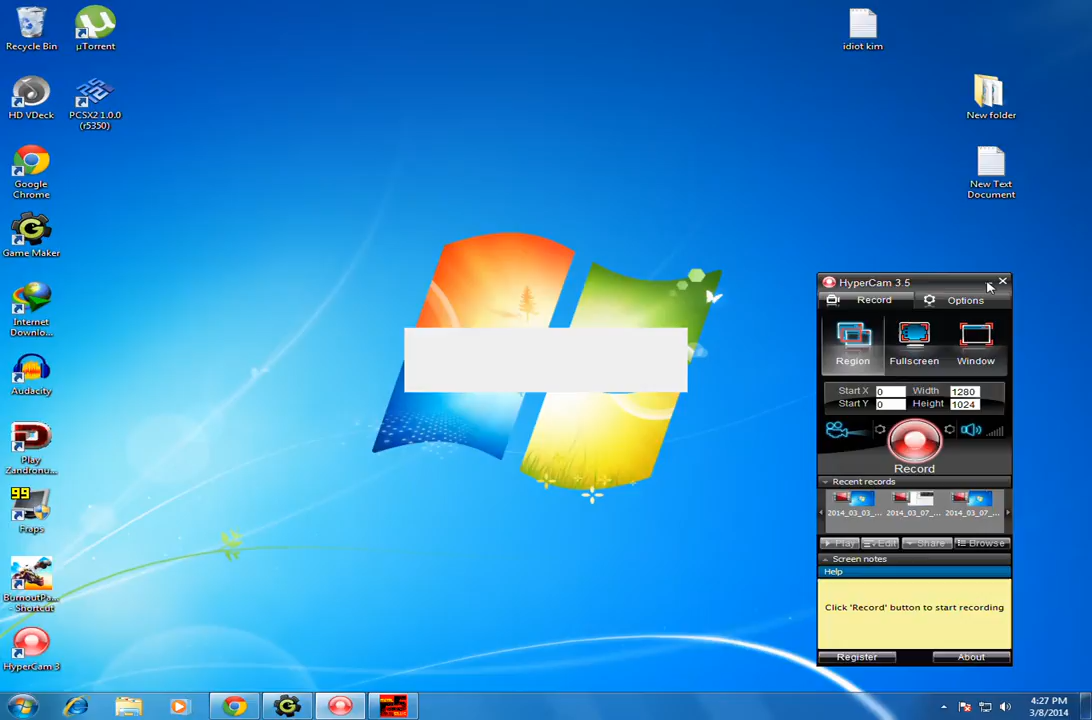 Recycle Bin
µTorrent
idiot kim
HD VDeck
PCSX2 1.0.0
(r5350)
New folder
Google
Chrome
New Text
Document
Game Maker
Internet
Downlo...
HyperCam 3.5
Record
Options
Region
Fullscreen
Window
Audacity
Start X 0 Width 1280
Start Y 0 Height 1024
Play
Zandronu...
Record
Recent records
2014_03_03_...
2014_03_07_...
2014_03_07_...
99
Fraps
Play
Edit
Share
Browse
Screen notes
Help
BurnoutPa...
- Shortcut
Click 'Record' button to start recording
HyperCam 3
Register
About
4:27 PM
3/8/2014